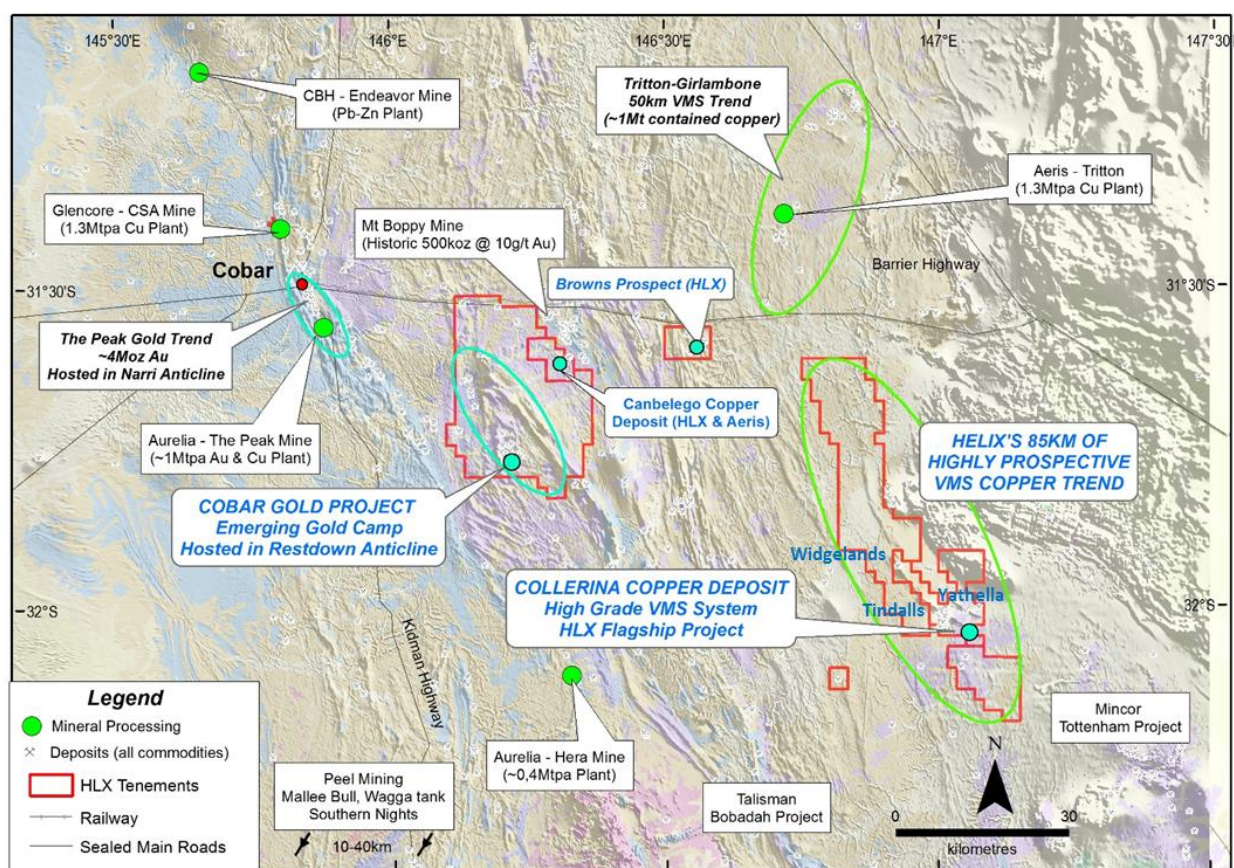 145°30'E
146°E
146°30'E
147°E
147°30'E
CBH - Endeavor Mine
(Pb-Zn Plant)
Tritton-Girlambone
50km VMS Trend
(~1Mt contained copper)
Aeris - Tritton
(1.3Mtpa Cu Plant)
Glencore - CSA Mine
(1.3Mtpa Cu Plant)
Mt Boppy Mine
(Historic 500koz @ 10g/t Au)
Cobar
Barrier Highway
Browns Prospect (HLX)
31°30'S
31°30'S
The Peak Gold Trend
~4Moz Au
Hosted in Narri Anticline
Canbelego Copper
Deposit (HLX & Aeris)
Aurelia - The Peak Mine
(~1Mtpa Au & Cu Plant)
HELIX'S 85KM OF
HIGHLY PROSPECTIVE
VMS COPPER TREND
COBAR GOLD PROJECT
Emerging Gold Camp
Hosted in Restdown Anticline
Widgelands
COLLERINA COPPER DEPOSIT
High Grade VMS System
HLX Flagship Project
Yathella
Tindalls
32°S
32°S
Kidman Highway
Legend
Mineral Processing
Deposits (all commodities)
HLX Tenements
Railway
Sealed Main Roads
Mincor
Tottenham Project
Aurelia - Hera Mine
(~0,4Mtpa Plant)
Peel Mining
Mallee Bull, Wagga tank
Southern Nights
10-40km
Talisman
Bobadah Project
N
0
30
kilometres